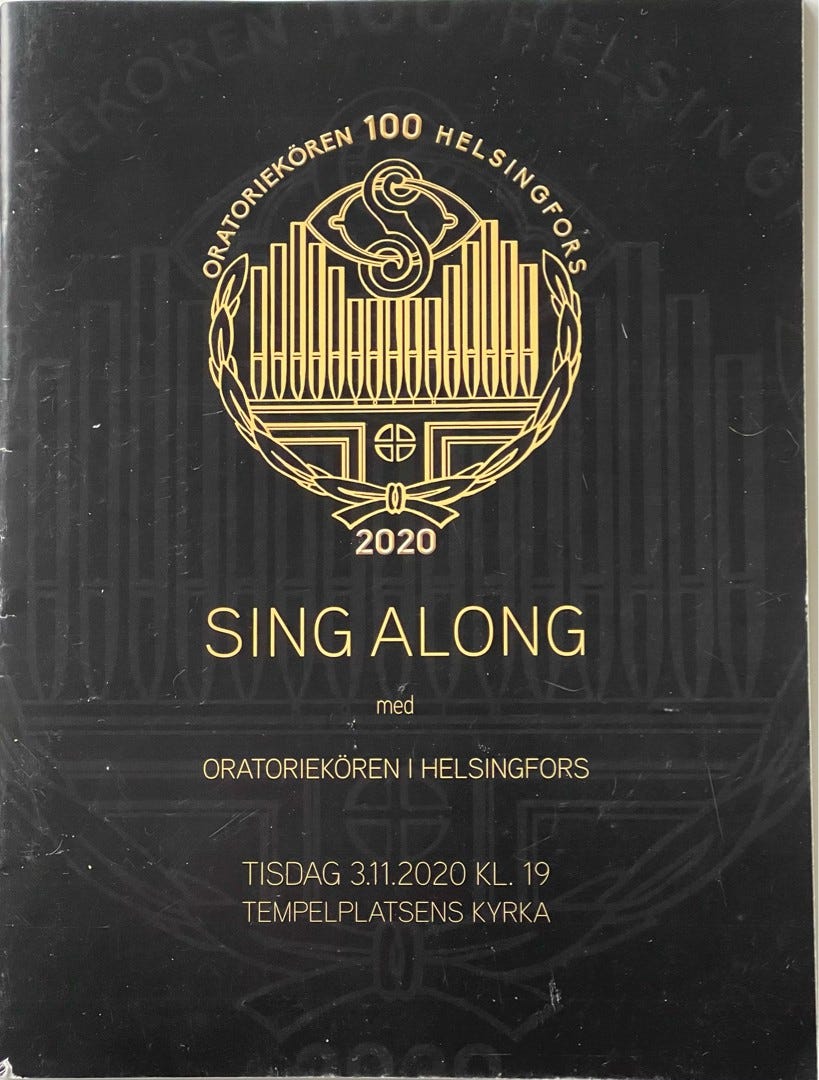 ORATORIEKÖREN 100 HELSINGFORS
2020
SING ALONG
med
ORATORIEKÖREN I HELSINGFORS
TISDAG 3.11.2020 KL. 19
TEMPELPLATSENS KYRKA